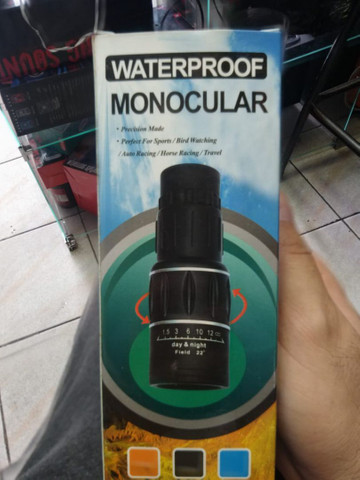 WATERPROOF
MONOCULAR
• Precision Made
• Perfect For Sports / Bird Watching
/ Auto Racing / Horse Racing / Travel
1.5 3 6 10 12
day & night
Field 22°